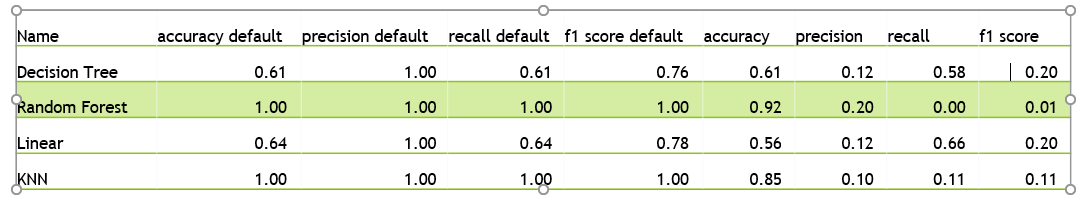 Name accuracy default precision default recall default f1 score default accuracy precision recall f1 score
Decision Tree 0.61 1.00 0.61 0.76 0.61 0.12 0.58 0.20
Random Forest 1.00 1.00 1.00 1.00 0.92 0.20 0.00 0.01
Linear 0.64 1.00 0.64 0.78 0.56 0.12 0.66 0.20
KNN 1.00 1.00 1.00 1.00 0.85 0.10 0.11 0.11